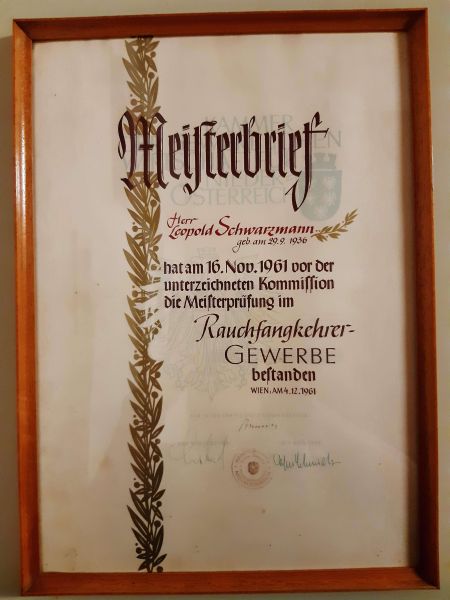 Meisterbrief
Herr
Leopold Schwarzmann
geb. am 29.9.1936
hat am 16. Nov. 1961 vor der
unterzeichneten Kommission
die Meisterprüfung im
Rauchfangkehrer-
GEWERBE
bestanden
WIEN, AM 4.12.1961